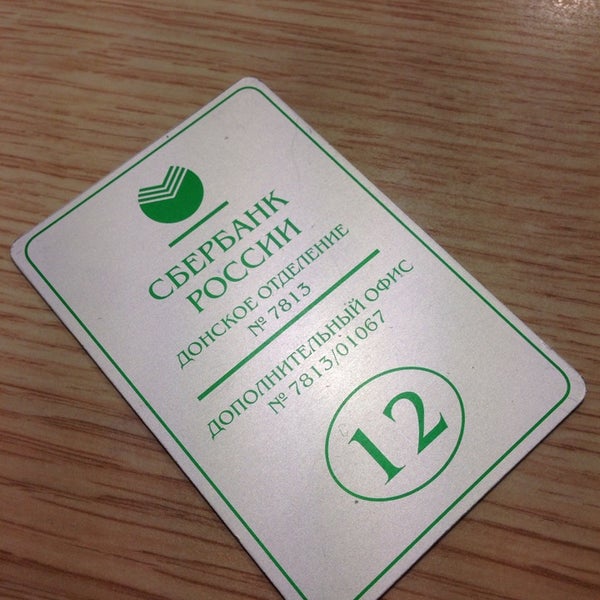 СБЕРБАНК
РОССИИ
ДОНСКОЕ ОТДЕЛЕНИЕ
№ 7813
ДОПОЛНИТЕЛЬНЫЙ ОФИС
№ 7813/01067
12